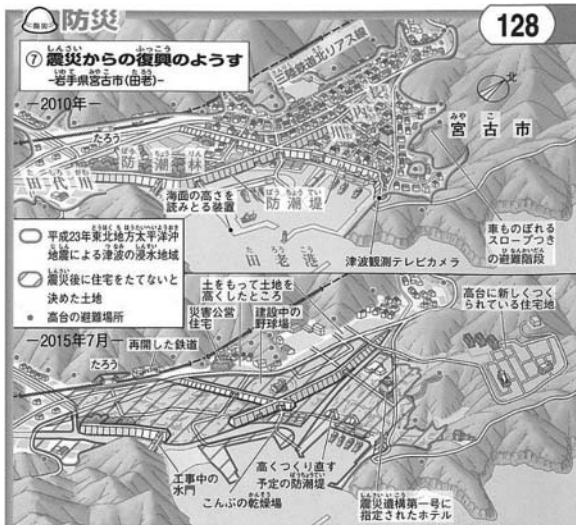 防災
防災
128
⑦ 震災からの復興のようす
-岩手県宮古市(田老)-
-2010年-
三陸鉄道北リアス線
北
宮古市
たろう
防潮林
田代川
海面の高さを
読みとる装置
防潮堤
田老港
津波観測テレビカメラ
車ものぼれる
スロープつき
の避難階段
平成23年東北地方太平洋沖
地震による津波の浸水地域
震災後に住宅をたてないと
決めた土地
高台の避難場所
-2015年7月-
土をもって土地を
高くしたところ
災害公営
住宅
建設中の
野球場
高台に新しくつく
られている住宅地
再開した鉄道
たろう
工事中の
水門
こんぶの乾燥場
高くつくり直す
予定の防潮堤
震災遺構第一号に
指定されたホテル